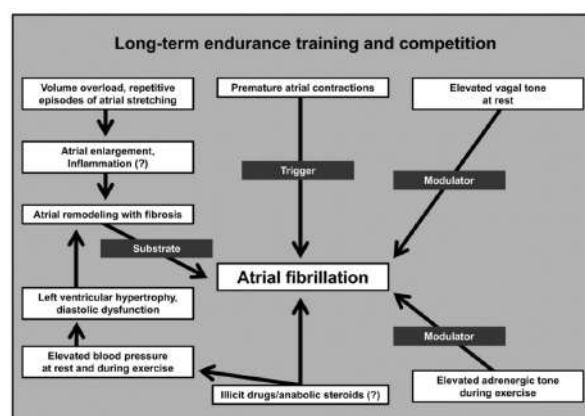 Long-term endurance training and competition
Volume overload, repetitive
episodes of atrial stretching
Premature atrial contractions
Elevated vagal tone
at rest
Atrial enlargement,
Inflammation (?)
Trigger
Modulator
Atrial remodeling with fibrosis
Substrate
Atrial fibrillation
Left ventricular hypertrophy,
diastolic dysfunction
Modulator
Elevated blood pressure
at rest and during exercise
Illicit drugs/anabolic steroids (?)
Elevated adrenergic tone
during exercise